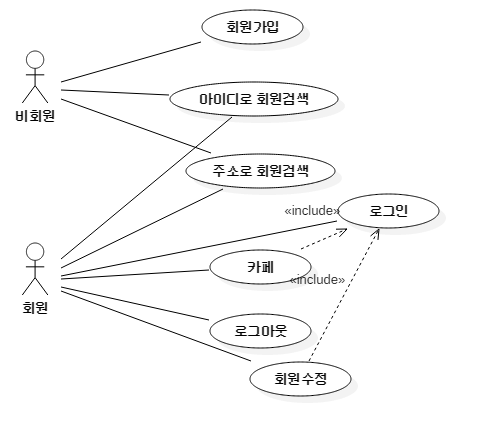 회원가입
비회원
아이디로 회원검색
주소로 회원검색
«include»
로그인
카페
«include»
회원
로그아웃
회원수정